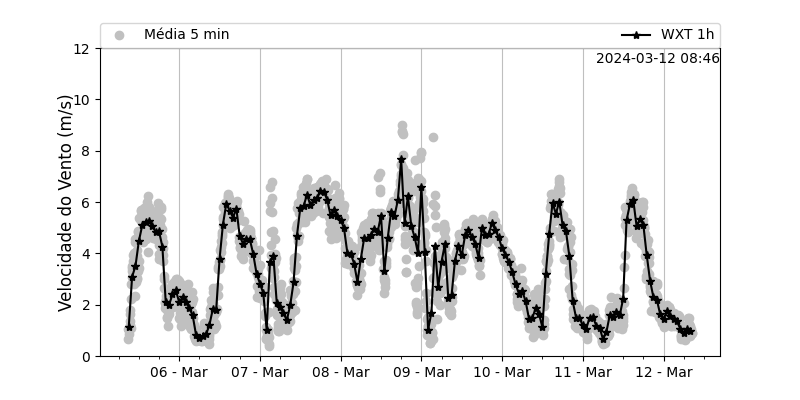 Média 5 min
WXT 1h
2024-03-12 08:46
Velocidade do Vento (m/s)
12
10
8
6
4
2
0
06 - Mar
07 - Mar
08 - Mar
09 - Mar
10 - Mar
11 - Mar
12 - Mar